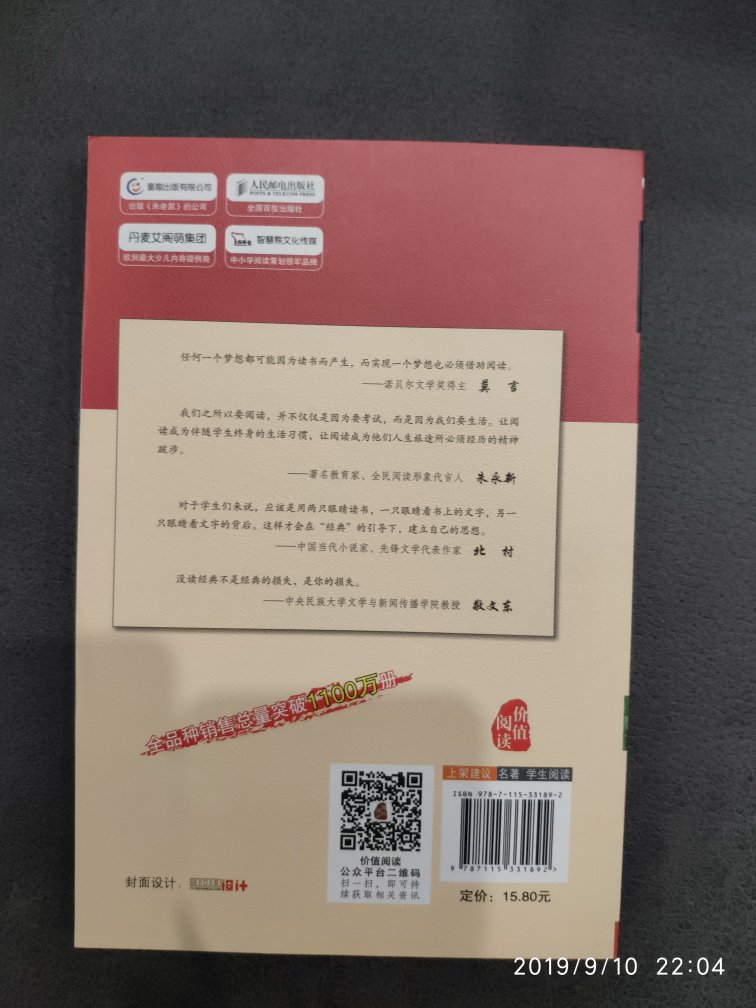 童趣出版有限公司
出版《米老鼠》的公司
人民邮电出版社
POSTS & TELECOM PRESS
全国百佳出版社
丹麦艾阁萌集团
欧洲最大少儿内容提供商
智慧熊文化传媒
中小学阅读策划领军品牌
任何一个梦想都可能因为读书而产生，而实现一个梦想也必须借助阅读。
——诺贝尔文学奖得主 莫 言
我们之所以要阅读，并不仅仅是因为要考试，而是因为我们要生活。让阅
读成为伴随学生终身的生活习惯，让阅读成为他们人生旅途所必须经历的精神
跋涉。
——著名教育家、全民阅读形象代言人 朱永新
对于学生们来说，应该是用两只眼睛读书，一只眼睛看书上的文字，另一
只眼睛看文字的背后。这样才会在“经典”的引导下，建立自己的思想。
——中国当代小说家、先锋文学代表作家 北 村
没读经典不是经典的损失，是你的损失。
——中央民族大学文学与新闻传播学院教授 敬文东
全品种销售总量突破1100万册
价值
阅读
上架建议 名著 学生阅读
ISBN 978-7-115-33189-2
9 787115 331892 >
定价：15.80元
价值阅读
公众平台二维码
扫一扫，即可持
续获取相关资讯
封面设计：
设计
2019/9/10 22:04